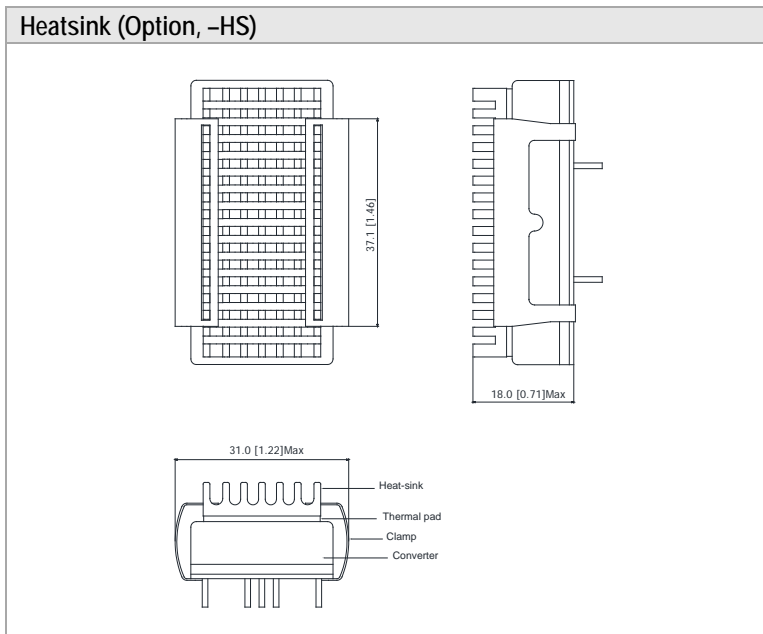 Heatsink (Option, –HS)
37.1 [1.46]
18.0 [0.71]Max
31.0 [1.22]Max
Heat-sink
Thermal pad
Clamp
Converter